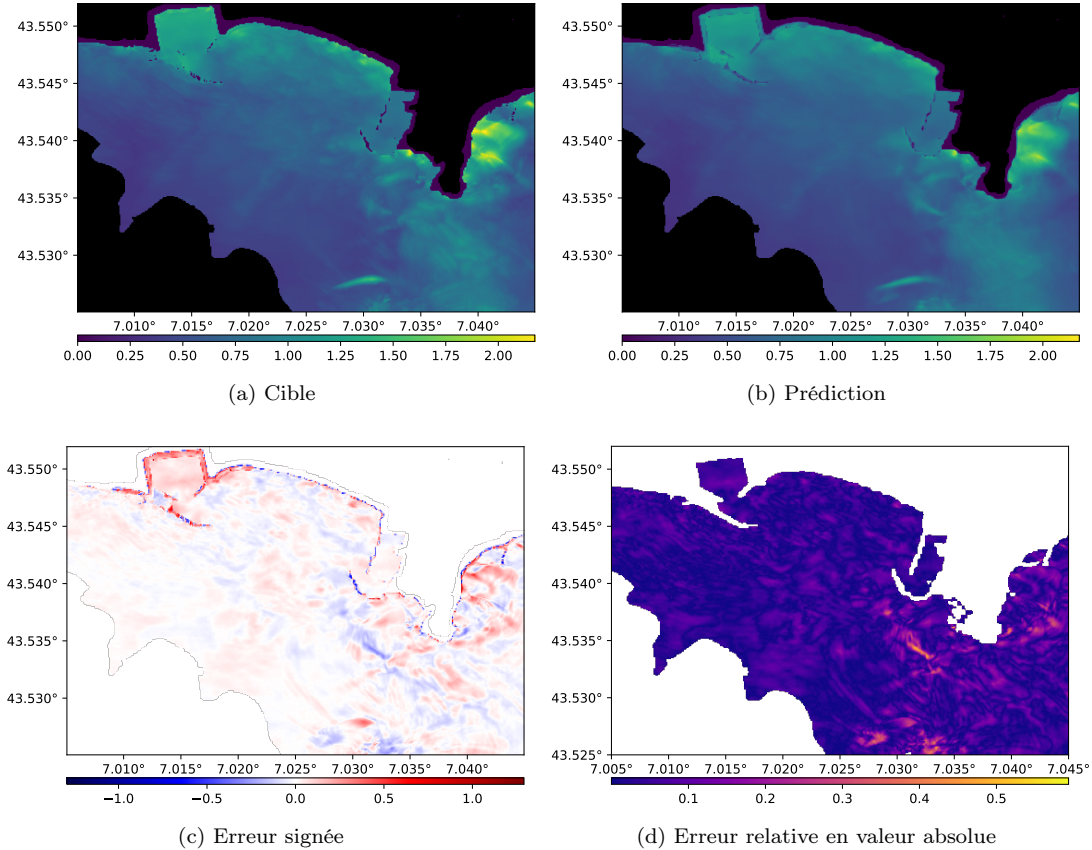 43.550°
43.545°
43.540°
43.535°
43.530°
7.010° 7.015° 7.020° 7.025° 7.030° 7.035° 7.040°
0.00 0.25 0.50 0.75 1.00 1.25 1.50 1.75 2.00
(a) Cible
43.550°
43.545°
43.540°
43.535°
43.530°
7.010° 7.015° 7.020° 7.025° 7.030° 7.035° 7.040°
0.00 0.25 0.50 0.75 1.00 1.25 1.50 1.75 2.00
(b) Prédiction
43.550°
43.545°
43.540°
43.535°
43.530°
7.010° 7.015° 7.020° 7.025° 7.030° 7.035° 7.040°
−1.0 −0.5 0.0 0.5 1.0
(c) Erreur signée
43.550°
43.545°
43.540°
43.535°
43.530°
43.525°
7.005° 7.010° 7.015° 7.020° 7.025° 7.030° 7.035° 7.040° 7.045°
0.1 0.2 0.3 0.4 0.5
(d) Erreur relative en valeur absolue